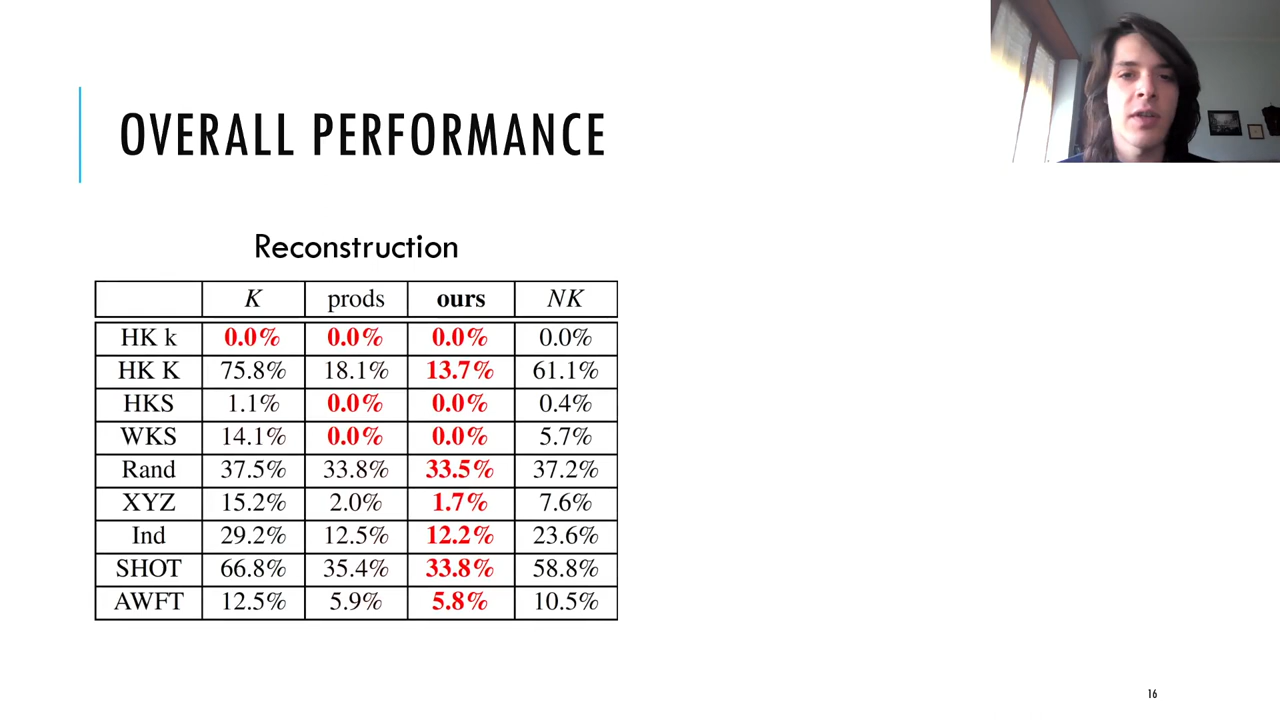 OVERALL PERFORMANCE
Reconstruction
K prods ours NK
HK k 0.0% 0.0% 0.0% 0.0%
HK K 75.8% 18.1% 13.7% 61.1%
HKS 1.1% 0.0% 0.0% 0.4%
WKS 14.1% 0.0% 0.0% 5.7%
Rand 37.5% 33.8% 33.5% 37.2%
XYZ 15.2% 2.0% 1.7% 7.6%
Ind 29.2% 12.5% 12.2% 23.6%
SHOT 66.8% 35.4% 33.8% 58.8%
AWFT 12.5% 5.9% 5.8% 10.5%
16